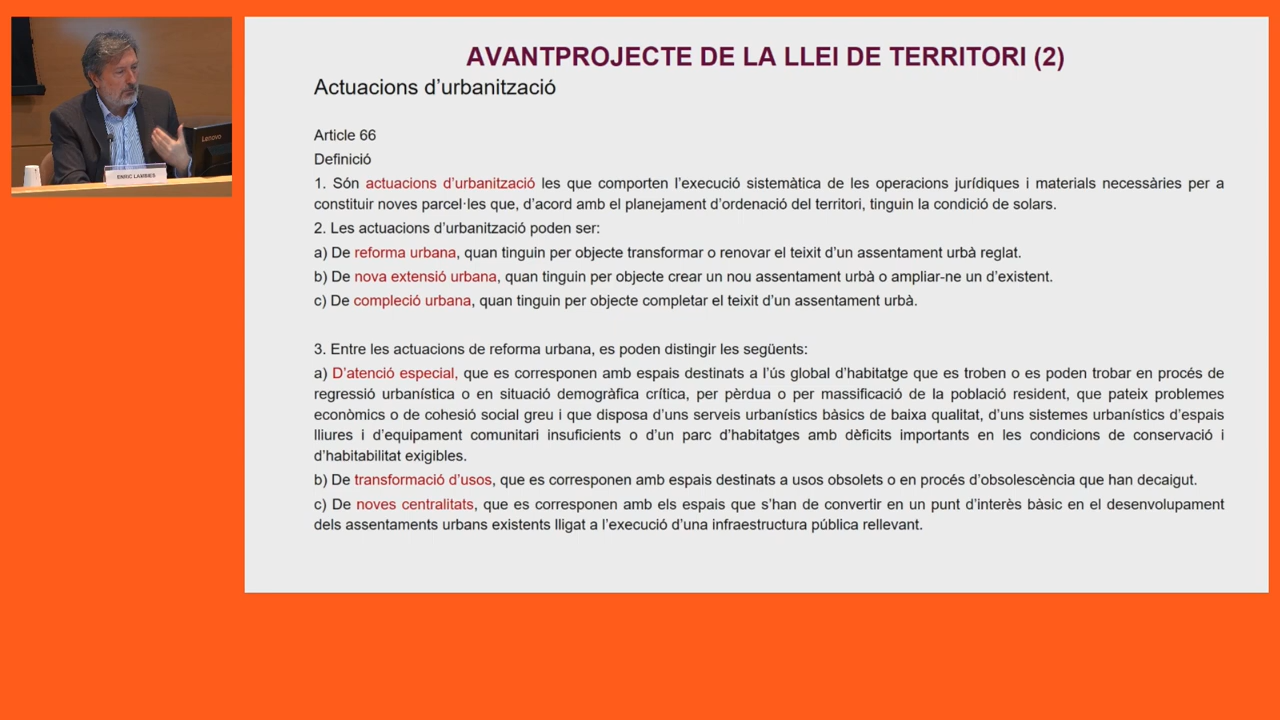 AVANTPROJECTE DE LA LLEI DE TERRITORI (2)
Actuacions d’urbanització
Article 66
Definició
1. Són actuacions d’urbanització les que comporten l’execució sistemàtica de les operacions jurídiques i materials necessàries per a
constituir noves parcel·les que, d’acord amb el planejament d’ordenació del territori, tinguin la condició de solars.
2. Les actuacions d’urbanització poden ser:
a) De reforma urbana, quan tinguin per objecte transformar o renovar el teixit d’un assentament urbà reglat.
b) De nova extensió urbana, quan tinguin per objecte crear un nou assentament urbà o ampliar-ne un d’existent.
c) De compleció urbana, quan tinguin per objecte completar el teixit d’un assentament urbà.
3. Entre les actuacions de reforma urbana, es poden distingir les següents:
a) D’atenció especial, que es corresponen amb espais destinats a l’ús global d’habitatge que es troben o es poden trobar en procés de
regressió urbanística o en situació demogràfica crítica, per pèrdua o per massificació de la població resident, que pateix problemes
econòmics o de cohesió social greu i que disposa d’uns serveis urbanístics bàsics de baixa qualitat, d’uns sistemes urbanístics d’espais
lliures i d’equipament comunitari insuficients o d’un parc d’habitatges amb dèficits importants en les condicions de conservació i
d’habitabilitat exigibles.
b) De transformació d’usos, que es corresponen amb espais destinats a usos obsolets o en procés d’obsolescència que han decaigut.
c) De noves centralitats, que es corresponen amb els espais que s’han de convertir en un punt d’interès bàsic en el desenvolupament
dels assentaments urbans existents lligat a l’execució d’una infraestructura pública rellevant.
Lenovo
ENRIC LAMBIES